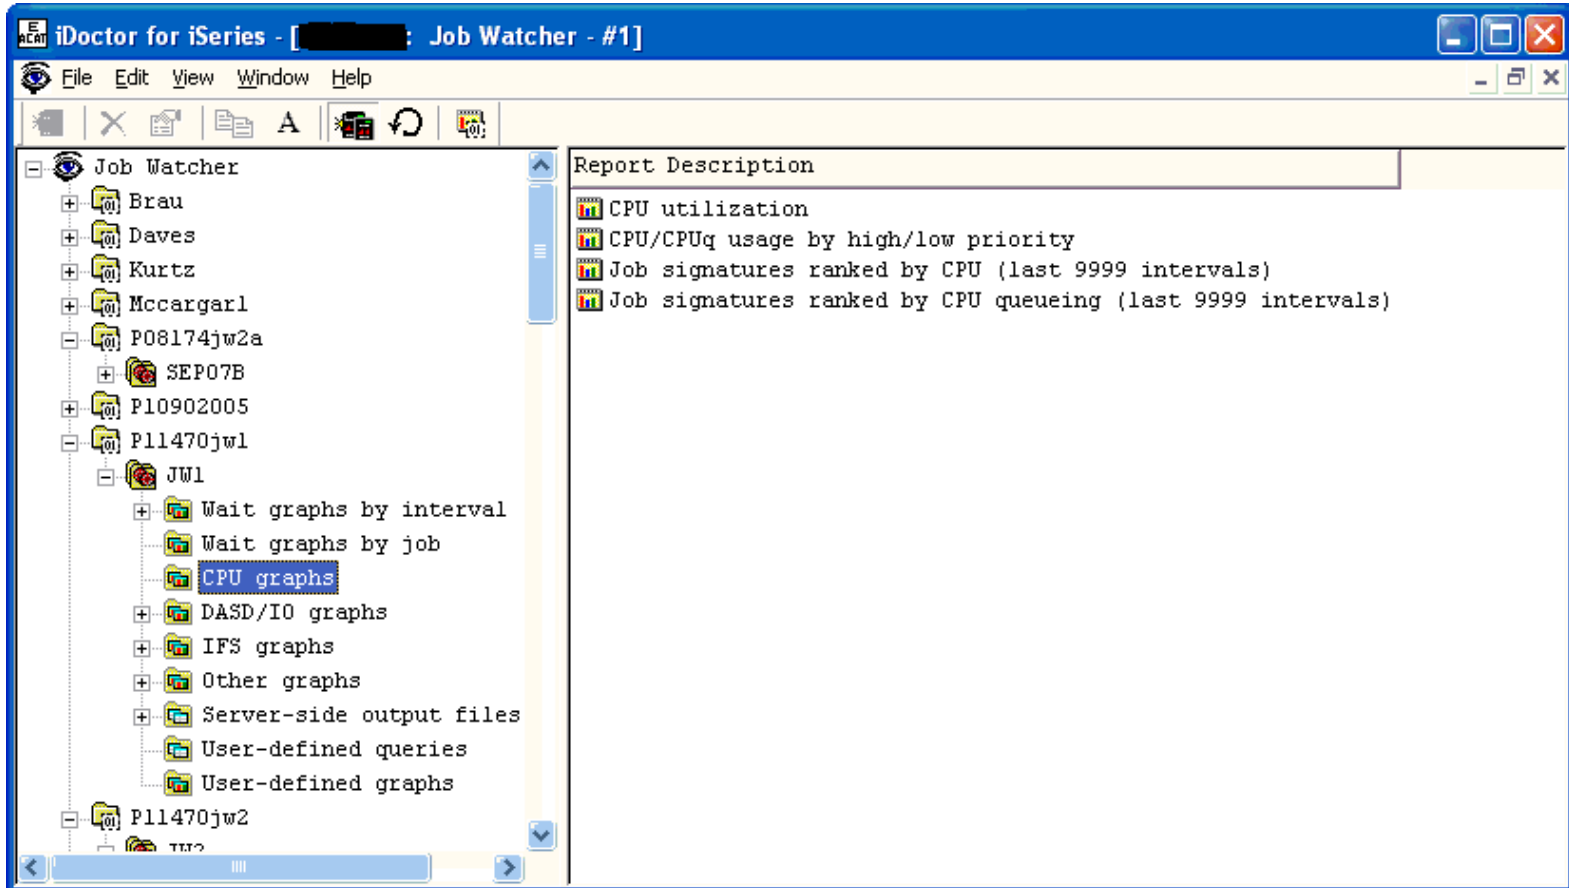 iDoctor for iSeries - [ : Job Watcher - #1]
File Edit View Window Help
A
Job Watcher
Brau
Daves
Kurtz
Mccargarl
P08174jw2a
SEP07B
P10902005
P11470jw1
JW1
Wait graphs by interval
Wait graphs by job
CPU graphs
DASD/IO graphs
IFS graphs
Other graphs
Server-side output files
User-defined queries
User-defined graphs
P11470jw2
JW2
Report Description
CPU utilization
CPU/CPUq usage by high/low priority
Job signatures ranked by CPU (last 9999 intervals)
Job signatures ranked by CPU queueing (last 9999 intervals)